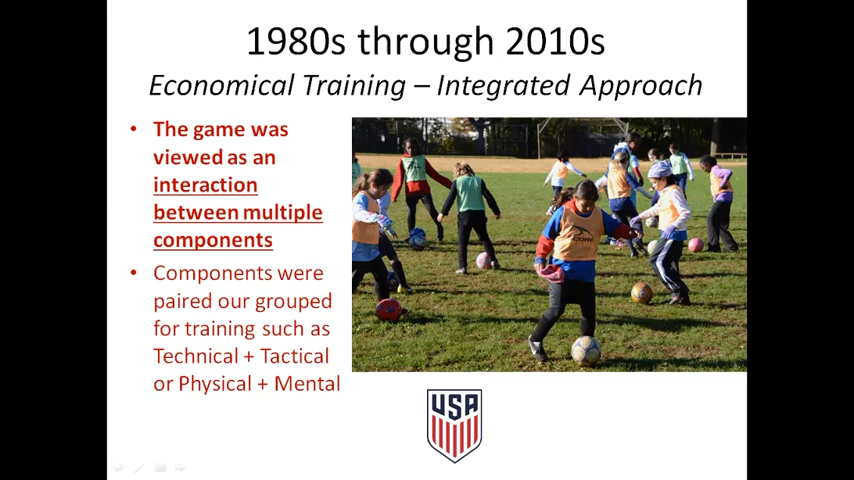 1980s through 2010s
Economical Training – Integrated Approach
• The game was
viewed as an
interaction
between multiple
components
• Components were
paired our grouped
for training such as
Technical + Tactical
or Physical + Mental
USA